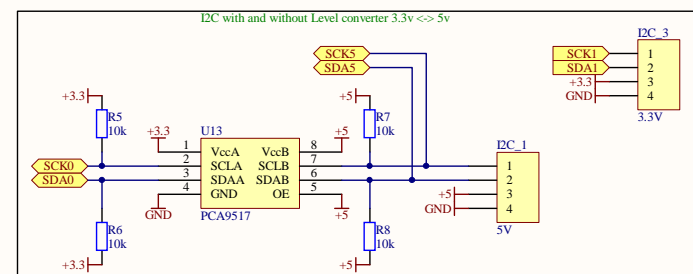 I2C with and without Level converter 3.3v <-> 5v
SCK5
SDA5
I2C_3
SCK1 1
SDA1 2
+3.3 3
GND 4
3.3V
+3.3
R5
10k
+3.3
U13
+5
R7
10k
+5
1 VccA VccB 8
SCK0 2 SCLA SCLB 7
SDA0 3 SDAA SDAB 6
4 GND OE 5
GND
PCA9517
+5
I2C_1
1
2
+5 3
GND 4
5V
R6
10k
+3.3
R8
10k
+5